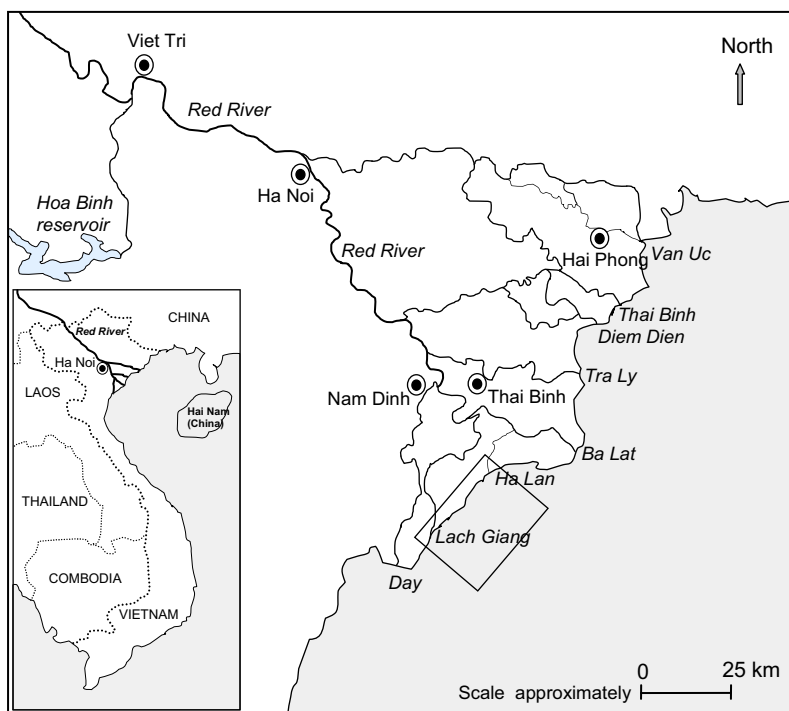 Viet Tri
North
Red River
Ha Noi
Hoa Binh
reservoir
Red River
Hai Phong
Van Uc
Thai Binh
Diem Dien
Tra Ly
Nam Dinh
Thai Binh
Ba Lat
Ha Lan
Lach Giang
Day
0
25 km
Scale approximately
CHINA
Red River
Ha Noi
LAOS
Hai Nam
(China)
THAILAND
COMBODIA
VIETNAM